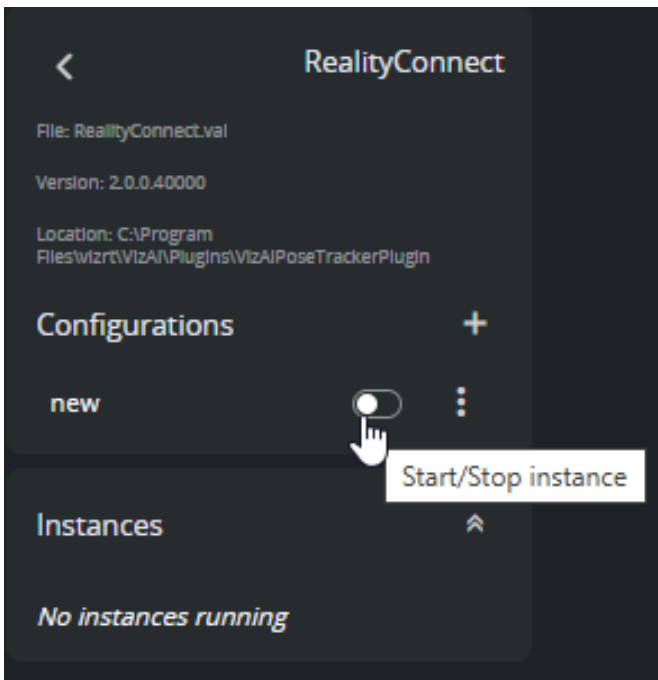 RealityConnect
File: RealityConnect.val
Version: 2.0.0.40000
Location: C:\Program
Files\vizrt\VizAI\Plugins\VizAIPoseTrackerPlugin
Configurations
new
Start/Stop instance
Instances
No instances running